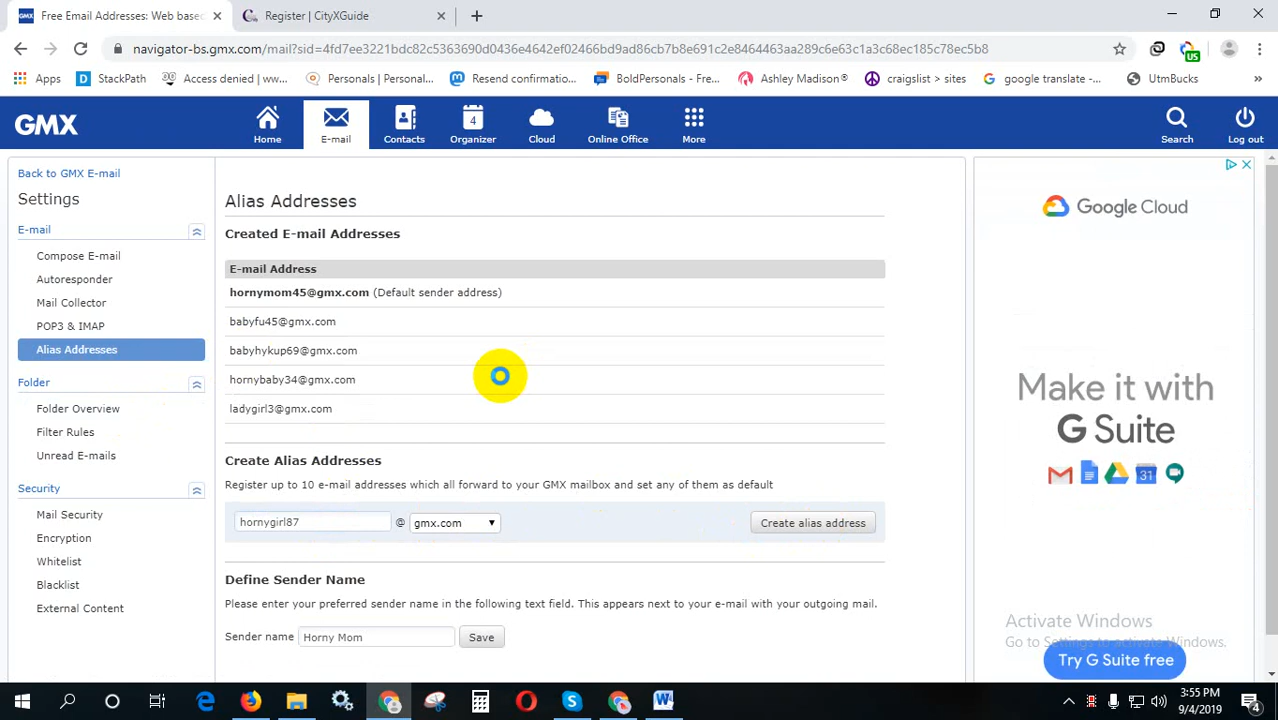 Free Email Addresses: Web base
Register | CityXGuide
navigator-bs.gmx.com/mail?sid=4fd7ee3221bdc82c5363690d036e4642ef02466bd9ad86cb7b8e691c2e8464463aa289c6e63c1a3c68ec185c78ec5b8
Apps
StackPath
Access denied | ww...
Personals | Personal...
Resend confirmatio...
BoldPersonals - Fre...
Ashley Madison®
craigslist > sites
google translate -...
UtmBucks
»
US
GMX
Home
E-mail
Contacts
4
Organizer
Cloud
Online Office
More
Search
Log out
Back to GMX E-mail
Settings
E-mail
Compose E-mail
Autoresponder
Mail Collector
POP3 & IMAP
Alias Addresses
Folder
Folder Overview
Filter Rules
Unread E-mails
Security
Mail Security
Encryption
Whitelist
Blacklist
External Content
Alias Addresses
Created E-mail Addresses
E-mail Address
hornymom45@gmx.com (Default sender address)
babyfu45@gmx.com
babyhykup69@gmx.com
hornybaby34@gmx.com
ladygirl3@gmx.com
Create Alias Addresses
Register up to 10 e-mail addresses which all forward to your GMX mailbox and set any of them as default
hornygirl87 @ gmx.com Create alias address
Define Sender Name
Please enter your preferred sender name in the following text field. This appears next to your e-mail with your outgoing mail.
Sender name Horny Mom Save
Google Cloud
Make it with
G Suite
31
Try G Suite free
Activate Windows
Go to Settings to activate Windows.
3:55 PM
9/4/2019
4